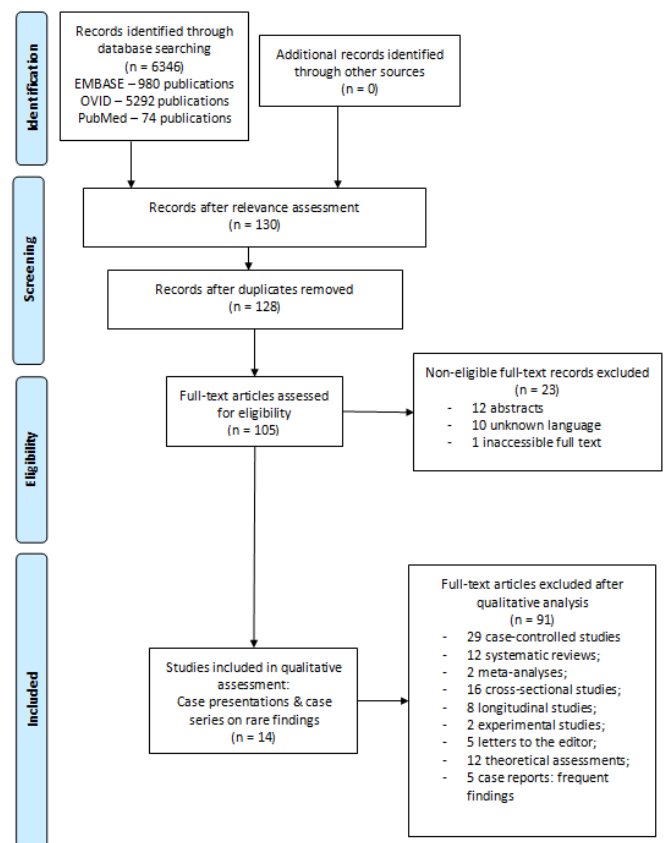 Identification
Records identified through
database searching
(n = 6346)
EMBASE – 980 publications
OVID – 5292 publications
PubMed – 74 publications
Additional records identified
through other sources
(n = 0)
Screening
Records after relevance assessment
(n = 130)
Records after duplicates removed
(n = 128)
Eligibility
Full-text articles assessed
for eligibility
(n = 105)
Non-eligible full-text records excluded
(n = 23)
- 12 abstracts
- 10 unknown language
- 1 inaccessible full text
Included
Studies included in qualitative
assessment:
Case presentations & case
series on rare findings
(n = 14)
Full-text articles excluded after
qualitative analysis
(n = 91)
- 29 case-controlled studies
- 12 systematic reviews;
- 2 meta-analyses;
- 16 cross-sectional studies;
- 8 longitudinal studies;
- 2 experimental studies;
- 5 letters to the editor;
- 12 theoretical assessments;
- 5 case reports: frequent
findings